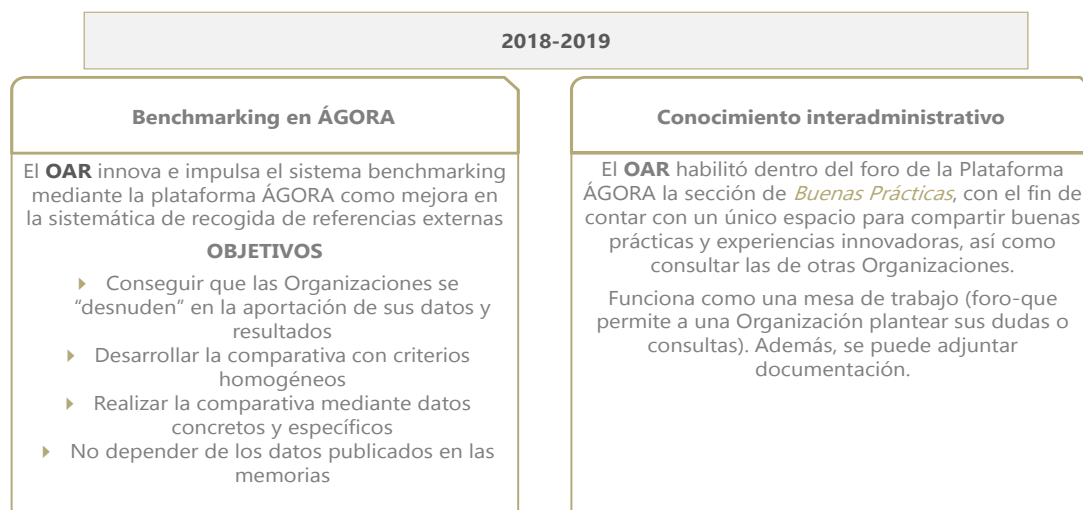 2018-2019
Benchmarking en ÁGORA
El OAR innova e impulsa el sistema benchmarking
mediante la plataforma ÁGORA como mejora en
la sistemática de recogida de referencias externas
OBJETIVOS
Conseguir que las Organizaciones se
“desnuden” en la aportación de sus datos y
resultados
Desarrollar la comparativa con criterios
homogéneos
Realizar la comparativa mediante datos
concretos y específicos
No depender de los datos publicados en las
memorias
Conocimiento interadministrativo
El OAR habilitó dentro del foro de la Plataforma
ÁGORA la sección de Buenas Prácticas, con el fin de
contar con un único espacio para compartir buenas
prácticas y experiencias innovadoras, así como
consultar las de otras Organizaciones.
Funciona como una mesa de trabajo (foro-que
permite a una Organización plantear sus dudas o
consultas). Además, se puede adjuntar
documentación.